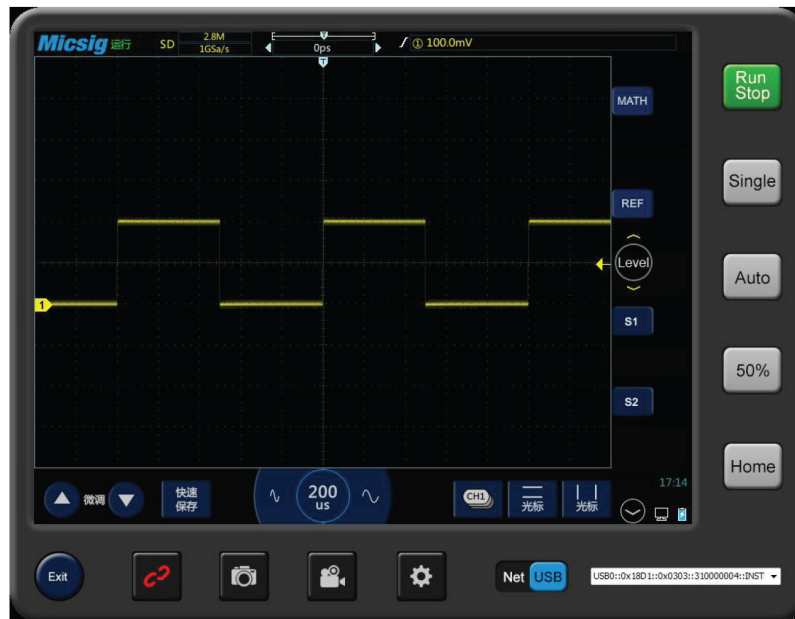 Micsig 运行
SD
2.8M
1GSa/s
0ps
T
① 100.0mV
T
Run
Stop
MATH
Single
REF
Level
Auto
1
S1
50%
S2
Home
17:14
微调
快速
保存
200
us
CH1
光标
光标
Exit
Net USB
USB0::0x18D1::0x0303::310000004::INST